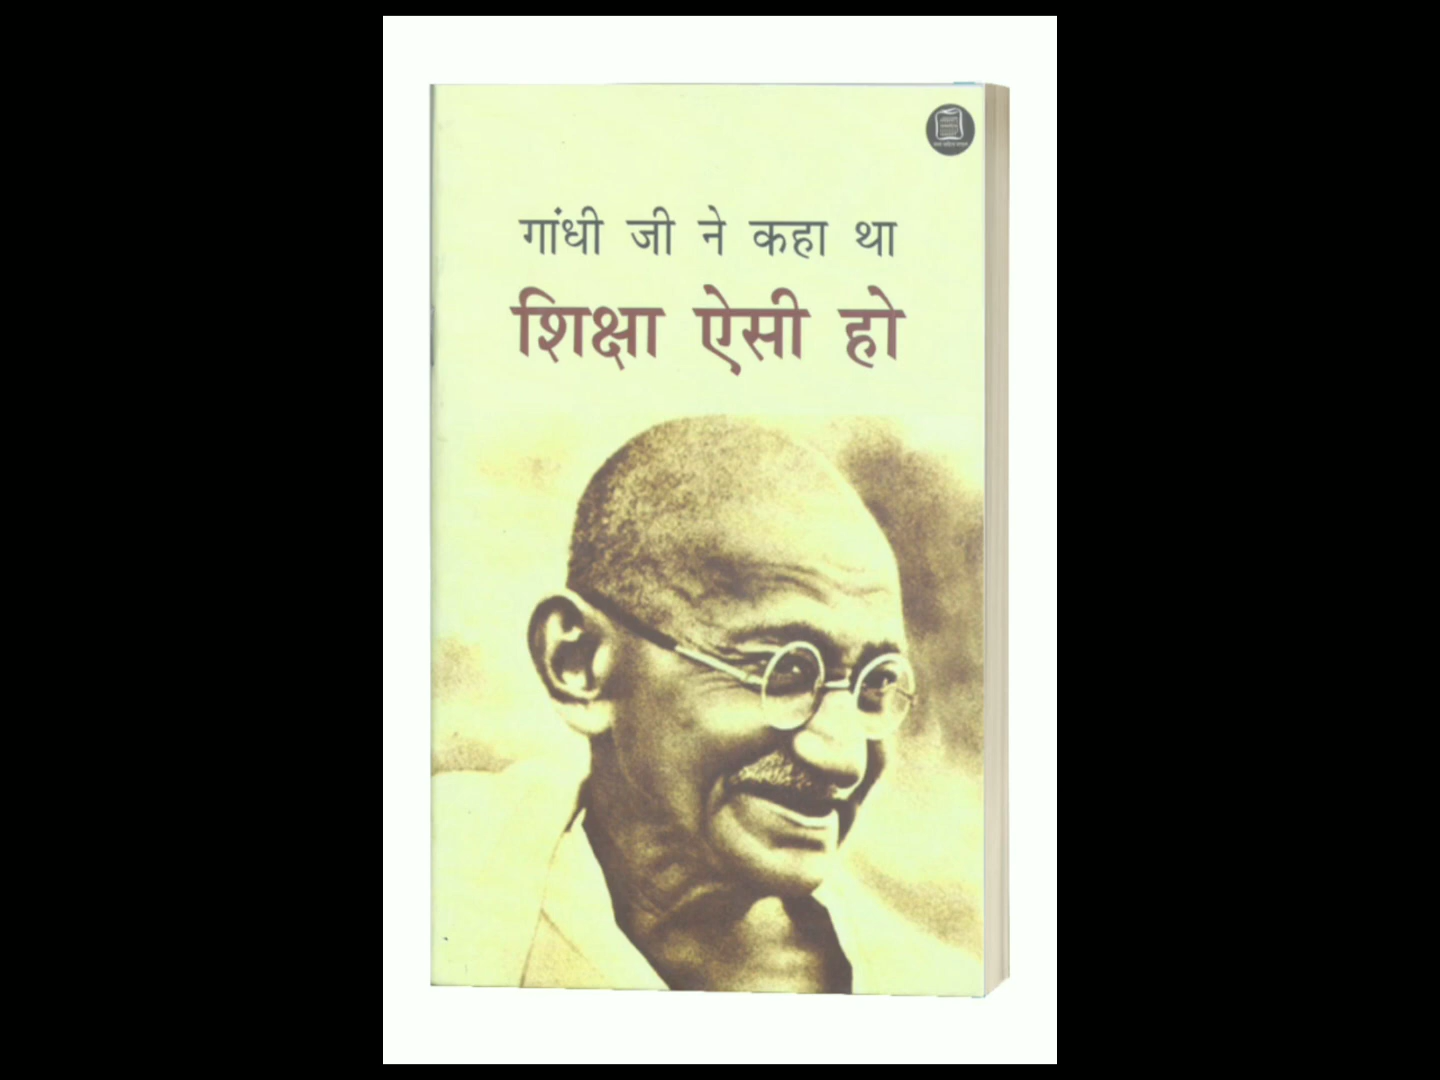 गांधी जी ने कहा था
शिक्षा ऐसी हो